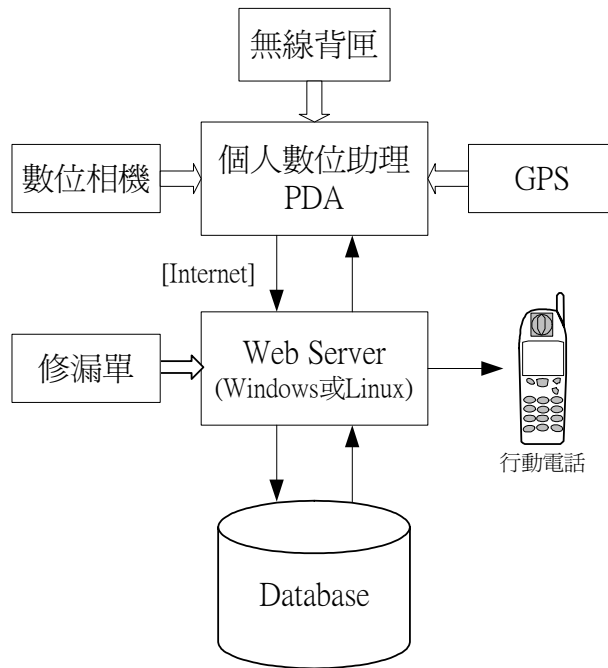 無線背匣
數位相機
個人數位助理
PDA
GPS
[Internet]
修漏單
Web Server
(Windows或Linux)
行動電話
Database